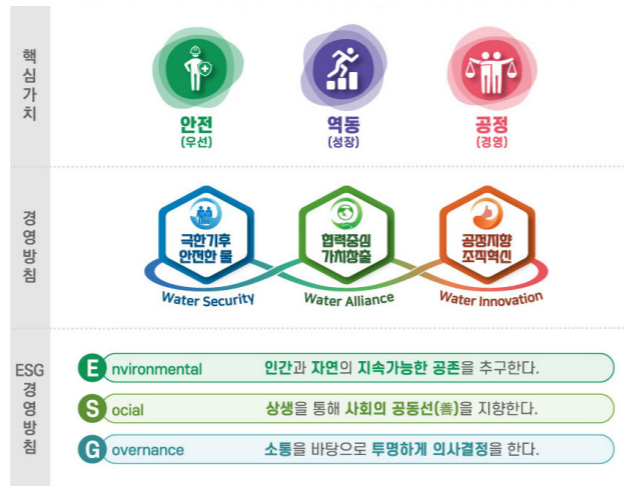 핵심가치
안전
(우선)
역동
(성장)
공정
(경영)
경영방침
극한기후
안전한 물
Water Security
협력중심
가치창출
Water Alliance
공정지향
조직혁신
Water Innovation
ESG
경영방침
Environmental 인간과 자연의 지속가능한 공존을 추구한다.
Social 상생을 통해 사회의 공동선(善)을 지향한다.
Governance 소통을 바탕으로 투명하게 의사결정을 한다.